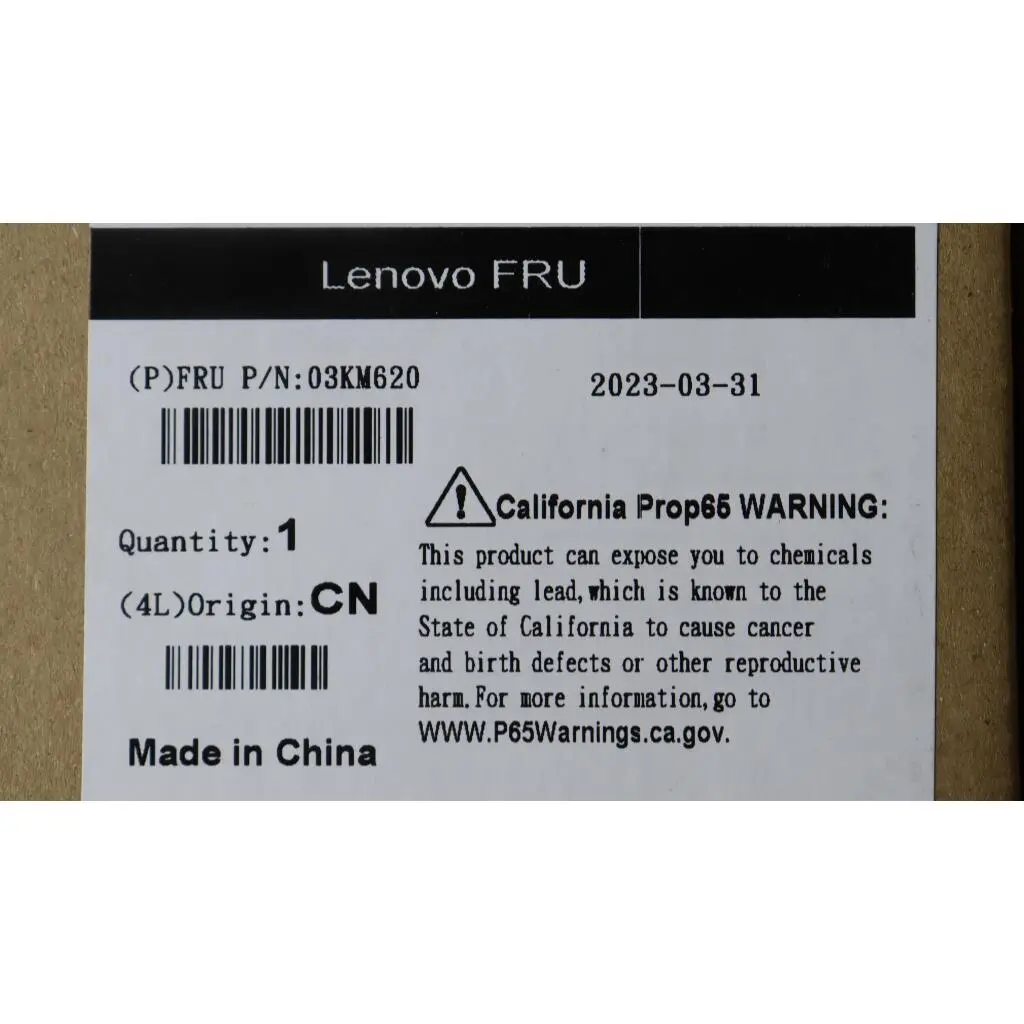 Lenovo FRU
(P)FRU P/N:03KM620
2023-03-31
Quantity:1
(4L)Origin:CN
Made in China
California Prop65 WARNING:
This product can expose you to chemicals
including lead,which is known to the
State of California to cause cancer
and birth defects or other reproductive
harm.For more information,go to
WWW.P65Warnings.ca.gov.